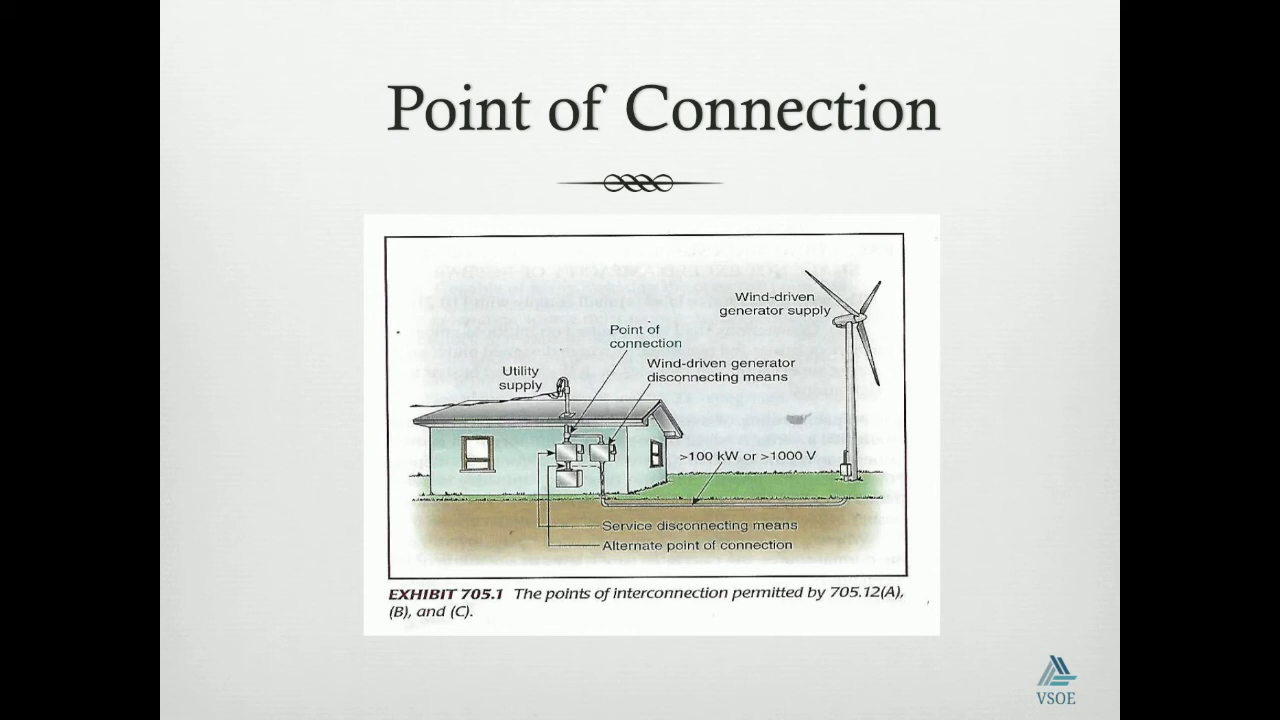 Point of Connection
Wind-driven
generator supply
Point of
connection
Wind-driven generator
disconnecting means
Utility
supply
>100 kW or >1000 V
Service disconnecting means
Alternate point of connection
EXHIBIT 705.1 The points of interconnection permitted by 705.12(A),
(B), and (C).
VSOE